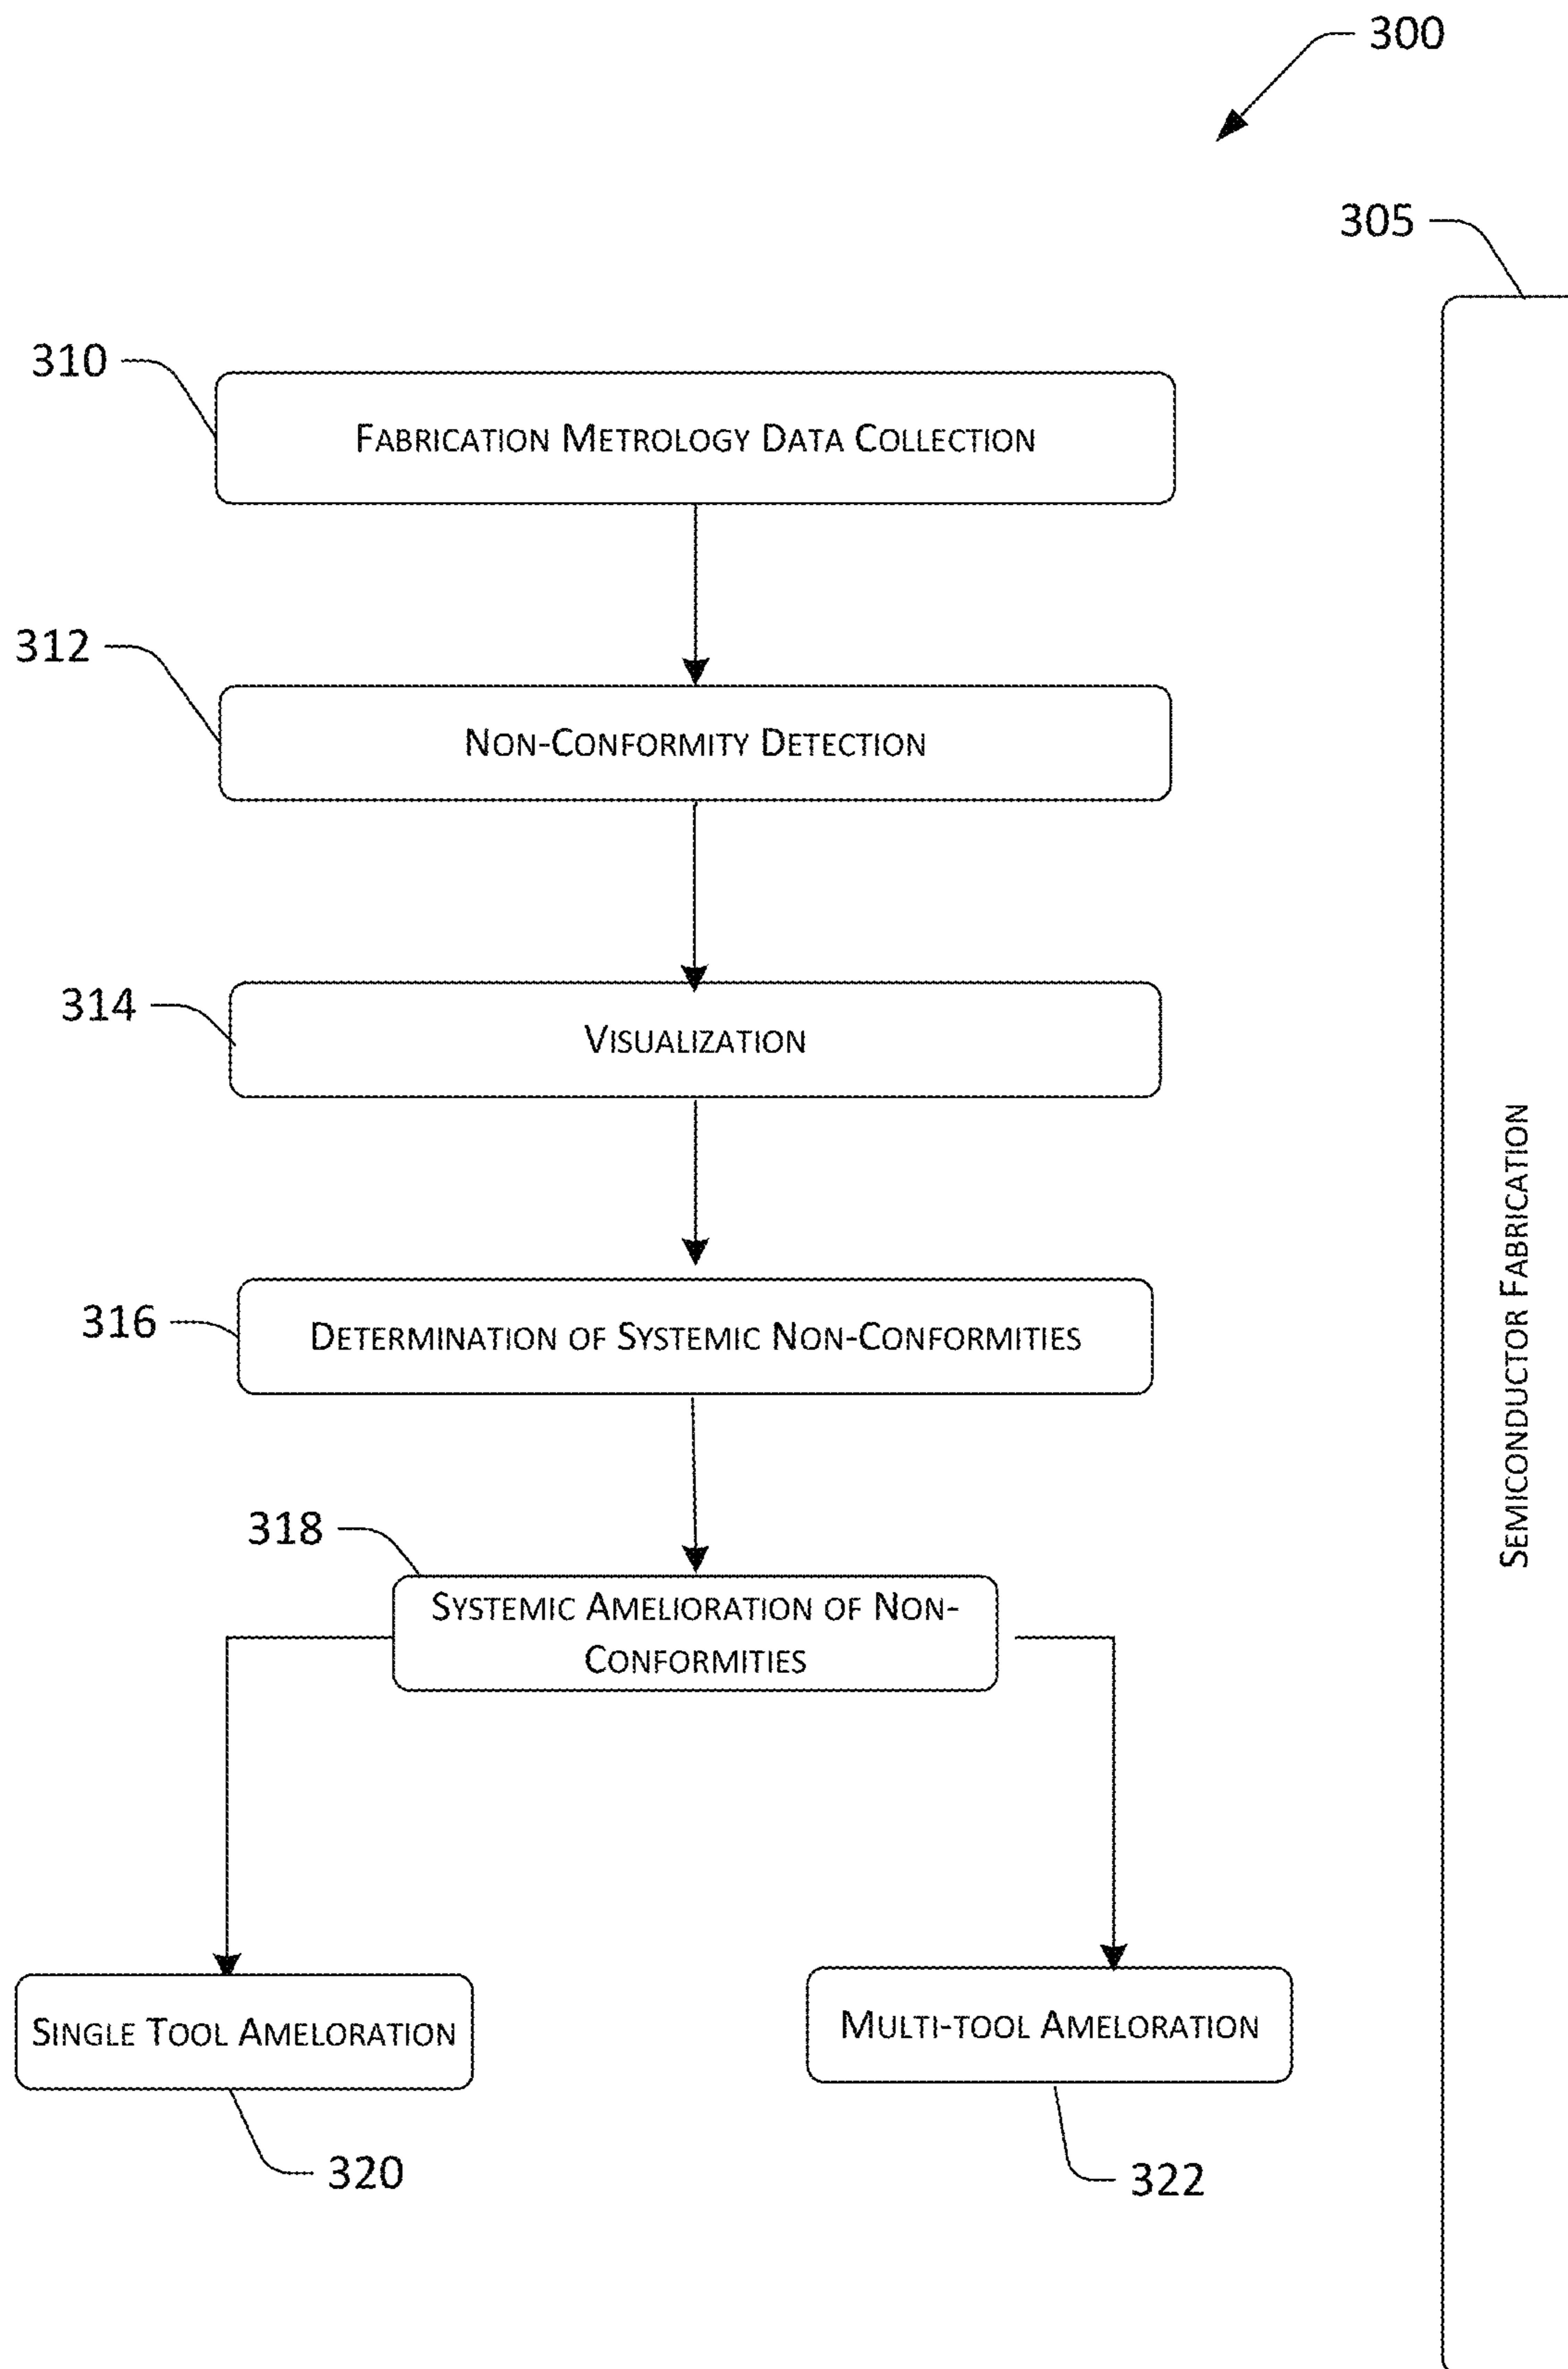 300
305
310
FABRICATION METROLOGY DATA COLLECTION
312
NON-CONFORMITY DETECTION
314
VISUALIZATION
316
DETERMINATION OF SYSTEMIC NON-CONFORMITIES
318
SYSTEMIC AMELIORATION OF NON-
CONFORMITIES
SINGLE TOOL AMELORATION
MULTI-TOOL AMELORATION
320
322
SEMICONDUCTOR FABRICATION